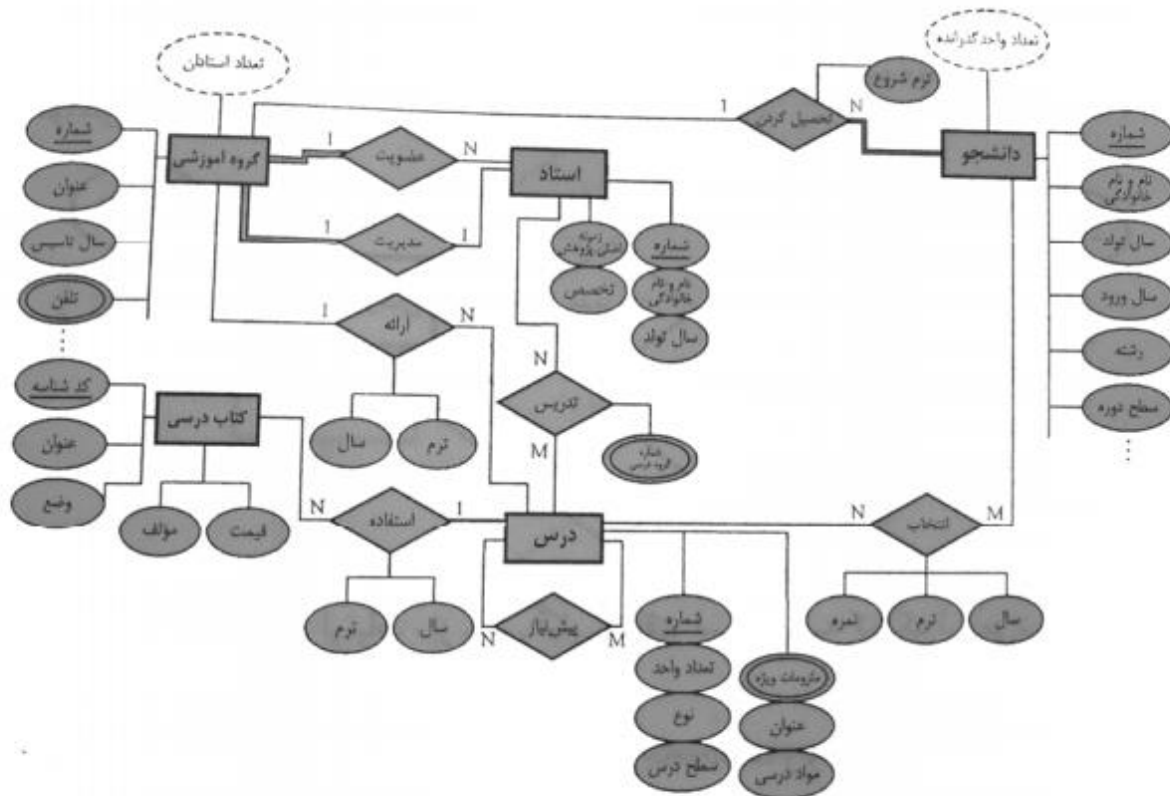 تعداد واحد گذرانده
تعداد استادان
ترم شروع
1
تحصیل کردن
N
دانشجو
شماره
نام و نام
خانوادگی
سال تولد
سال ورود
رشته
سطح دوره
⋮
شماره
عنوان
سال تاسیس
تلفن
⋮
گروه آموزشی
1
عضویت
N
استاد
1
مدیریت
1
زمینه
اصلی پژوهش
تخصص
شماره
نام و نام
خانوادگی
سال تولد
1
ارائه
N
سال
ترم
N
تدریس
M
شماره
گروه درسی
کد شناسه
عنوان
وضع
کتاب درسی
مؤلف
قیمت
N
استفاده
1
ترم
سال
درس
N
پیش‌نیاز
M
N
انتخاب
M
نمره
ترم
سال
شماره
تعداد واحد
نوع
سطح درس
ملزومات ویژه
عنوان
مواد درسی